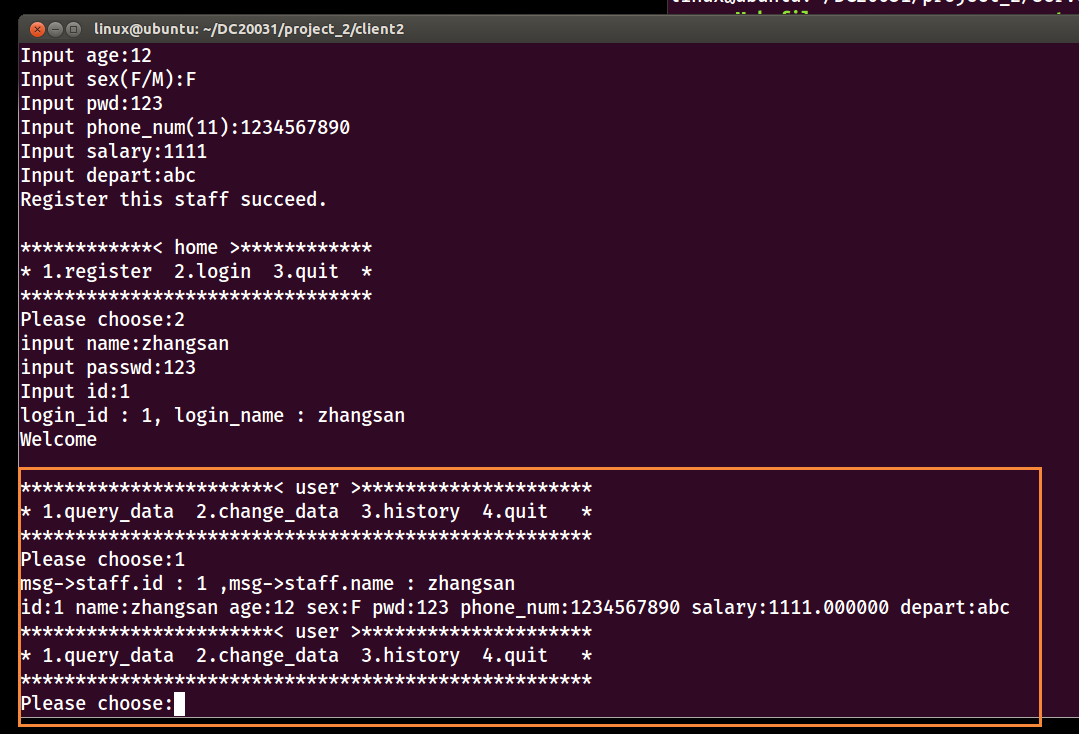 linux@ubuntu: ~/DC20031/project_2/client2
Input age:12
Input sex(F/M):F
Input pwd:123
Input phone_num(11):1234567890
Input salary:1111
Input depart:abc
Register this staff succeed.
************< home >************
* 1.register  2.login  3.quit  *
********************************
Please choose:2
input name:zhangsan
input passwd:123
Input id:1
login_id : 1, login_name : zhangsan
Welcome
***********************< user >*********************
* 1.query_data  2.change_data  3.history  4.quit   *
****************************************************
Please choose:1
msg->staff.id : 1 ,msg->staff.name : zhangsan
id:1 name:zhangsan age:12 sex:F pwd:123 phone_num:1234567890 salary:1111.000000 depart:abc
***********************< user >*********************
* 1.query_data  2.change_data  3.history  4.quit   *
****************************************************
Please choose: